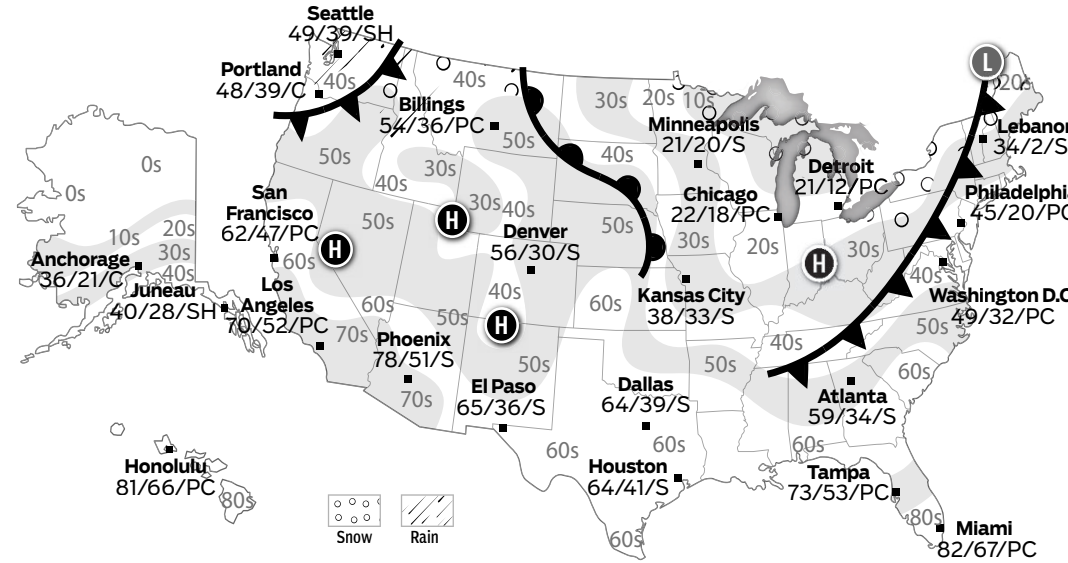 Seattle
49/39/SH
Portland
48/39/C
40s
40s
L
20s
Billings
54/36/PC
50s
30s
20s
10s
Minneapolis
21/20/S
Lebanon
34/2/S
0s
0s
50s
30s
40s
40s
Detroit
21/12/PC
San
Francisco
62/47/PC
50s
H
30s
40s
Denver
56/30/S
50s
Chicago
22/18/PC
30s
20s
H
30s
Philadelphia
45/20/PC
20s
10s
30s
40s
Anchorage
36/21/C
Juneau
40/28/SH
H
60s
Los
Angeles
70/52/PC
60s
40s
50s
H
60s
Kansas City
38/33/S
40s
Washington D.C
49/32/PC
50s
40s
70s
Phoenix
78/51/S
70s
50s
El Paso
65/36/S
Dallas
64/39/S
50s
60s
Atlanta
59/34/S
60s
60s
60s
Houston
64/41/S
Tampa
73/53/PC
Honolulu
81/66/PC
80s
Snow
Rain
60s
80s
Miami
82/67/PC